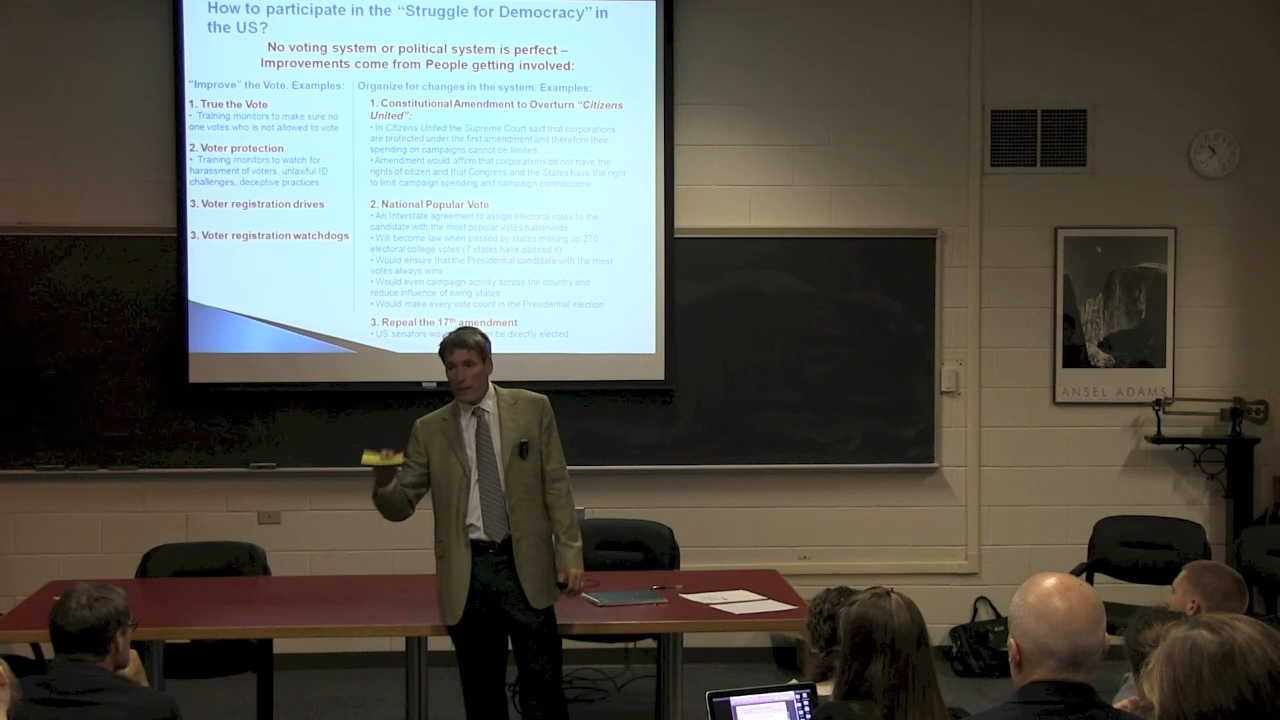 How to participate in the “Struggle for Democracy” in
the US?
No voting system or political system is perfect –
Improvements come from People getting involved:
“Improve” the Vote. Examples:
1. True the Vote
• Training monitors to make sure no
one votes who is not allowed to vote
2. Voter protection
• Training monitors to watch for
harassment of voters, unlawful ID
challenges, deceptive practices
3. Voter registration drives
3. Voter registration watchdogs
Organize for changes in the system. Examples:
1. Constitutional Amendment to Overturn “Citizens
United”:
• In Citizens United the Supreme Court said that corporations
are protected under the first amendment and therefore their
spending on campaigns cannot be limited
• Amendment would affirm that corporations do not have the
rights of citizen and that Congress and the States have the right
to limit campaign spending and campaign contributions
2. National Popular Vote
• An Interstate agreement to assign electoral votes to the
candidate with the most popular votes nationwide
• Will become law when passed by states making up 270
electoral college votes (7 states have passed it)
• Would ensure that the Presidential candidate with the most
votes always wins
• Would even campaign activity across the country and
reduce influence of swing states
• Would make every vote count in the Presidential election
3. Repeal the 17th amendment
• US senators be directly elected
ANSEL ADAMS